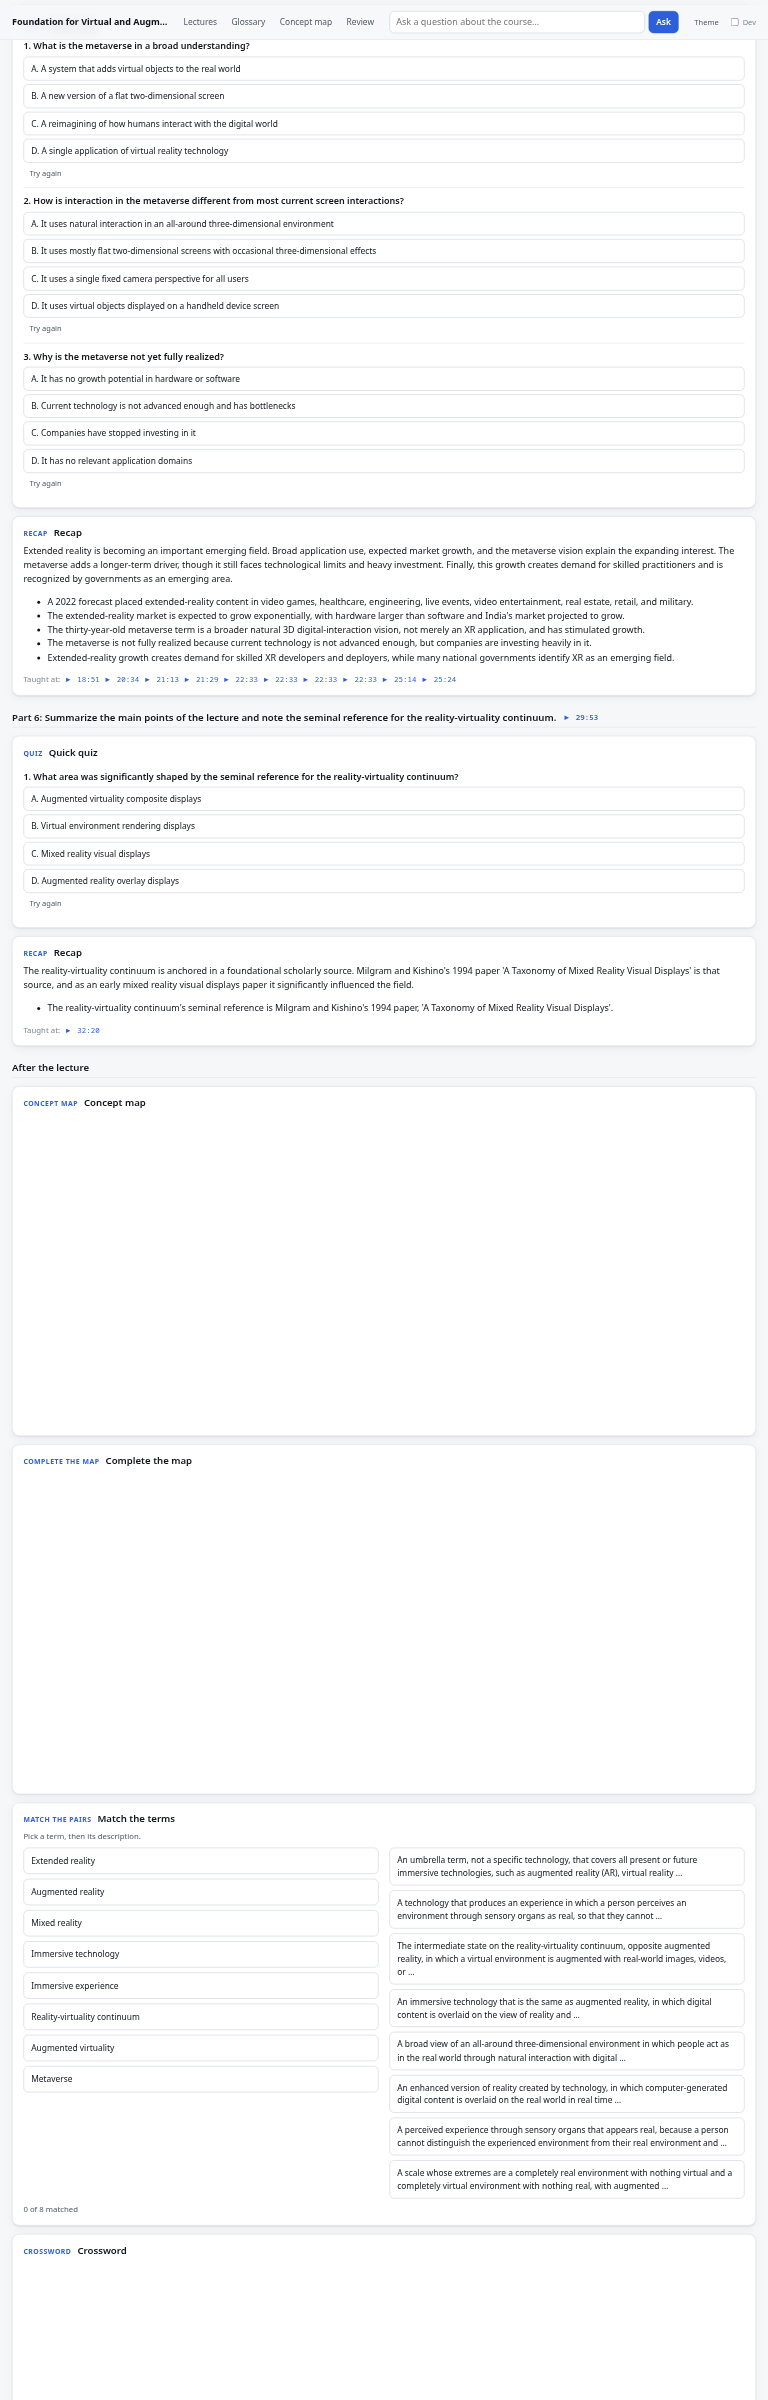 Foundation for Virtual and Augm...
Lectures
Glossary
Concept map
Review
Ask a question about the course...
Ask
Theme
Dev
1. What is the metaverse in a broad understanding?
A. A system that adds virtual objects to the real world
B. A new version of a flat two-dimensional screen
C. A reimagining of how humans interact with the digital world
D. A single application of virtual reality technology
Try again
2. How is interaction in the metaverse different from most current screen interactions?
A. It uses natural interaction in an all-around three-dimensional environment
B. It uses mostly flat two-dimensional screens with occasional three-dimensional effects
C. It uses a single fixed camera perspective for all users
D. It uses virtual objects displayed on a handheld device screen
Try again
3. Why is the metaverse not yet fully realized?
A. It has no growth potential in hardware or software
B. Current technology is not advanced enough and has bottlenecks
C. Companies have stopped investing in it
D. It has no relevant application domains
Try again
RECAP Recap
Extended reality is becoming an important emerging field. Broad application use, expected market growth, and the metaverse vision explain the expanding interest. The
metaverse adds a longer-term driver, though it still faces technological limits and heavy investment. Finally, this growth creates demand for skilled practitioners and is
recognized by governments as an emerging area.
• A 2022 forecast placed extended-reality content in video games, healthcare, engineering, live events, video entertainment, real estate, retail, and military.
• The extended-reality market is expected to grow exponentially, with hardware larger than software and India's market projected to grow.
• The thirty-year-old metaverse term is a broader natural 3D digital-interaction vision, not merely an XR application, and has stimulated growth.
• The metaverse is not fully realized because current technology is not advanced enough, but companies are investing heavily in it.
• Extended-reality growth creates demand for skilled XR developers and deployers, while many national governments identify XR as an emerging field.
Taught at: ▶ 18:51 ▶ 20:34 ▶ 21:13 ▶ 21:29 ▶ 22:33 ▶ 22:33 ▶ 22:33 ▶ 22:33 ▶ 25:14 ▶ 25:24
Part 6: Summarize the main points of the lecture and note the seminal reference for the reality-virtuality continuum. ▶ 29:53
QUIZ Quick quiz
1. What area was significantly shaped by the seminal reference for the reality-virtuality continuum?
A. Augmented virtuality composite displays
B. Virtual environment rendering displays
C. Mixed reality visual displays
D. Augmented reality overlay displays
Try again
RECAP Recap
The reality-virtuality continuum is anchored in a foundational scholarly source. Milgram and Kishino's 1994 paper 'A Taxonomy of Mixed Reality Visual Displays' is that
source, and as an early mixed reality visual displays paper it significantly influenced the field.
• The reality-virtuality continuum's seminal reference is Milgram and Kishino's 1994 paper, 'A Taxonomy of Mixed Reality Visual Displays'.
Taught at: ▶ 32:20
After the lecture
CONCEPT MAP Concept map
COMPLETE THE MAP Complete the map
MATCH THE PAIRS Match the terms
Pick a term, then its description.
Extended reality
Augmented reality
Mixed reality
Immersive technology
Immersive experience
Reality-virtuality continuum
Augmented virtuality
Metaverse
An umbrella term, not a specific technology, that covers all present or future
immersive technologies, such as augmented reality (AR), virtual reality ...
A technology that produces an experience in which a person perceives an
environment through sensory organs as real, so that they cannot ...
The intermediate state on the reality-virtuality continuum, opposite augmented
reality, in which a virtual environment is augmented with real-world images, videos,
or ...
An immersive technology that is the same as augmented reality, in which digital
content is overlaid on the view of reality and ...
A broad view of an all-around three-dimensional environment in which people act as
in the real world through natural interaction with digital ...
An enhanced version of reality created by technology, in which computer-generated
digital content is overlaid on the real world in real time ...
A perceived experience through sensory organs that appears real, because a person
cannot distinguish the experienced environment from their real environment and ...
A scale whose extremes are a completely real environment with nothing virtual and a
completely virtual environment with nothing real, with augmented ...
0 of 8 matched
CROSSWORD Crossword